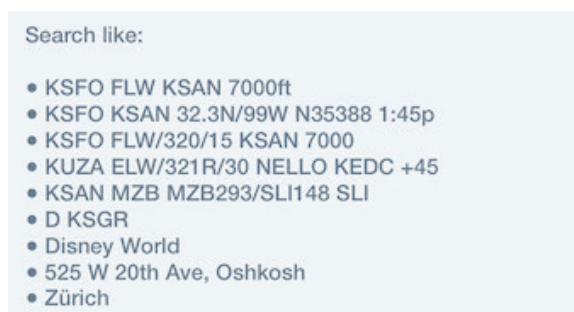 Search like:
• KSFO FLW KSAN 7000ft
• KSFO KSAN 32.3N/99W N35388 1:45p
• KSFO FLW/320/15 KSAN 7000
• KUZA ELW/321R/30 NELLO KEDC +45
• KSAN MZB MZB293/SLI148 SLI
• D KSGR
• Disney World
• 525 W 20th Ave, Oshkosh
• Zürich